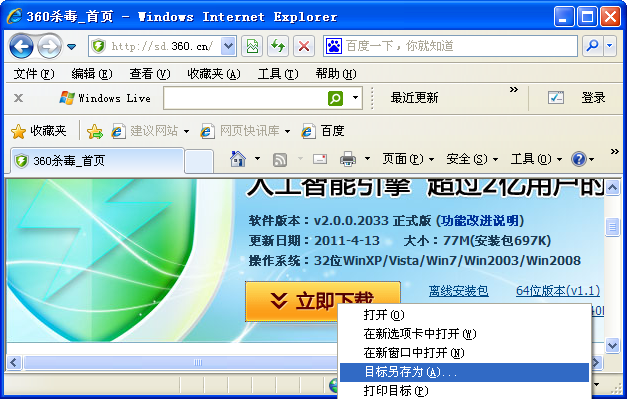 360杀毒_首页 - Windows Internet Explorer
http://sd.360.cn/
百度一下，你就知道
文件(F) 编辑(E) 查看(V) 收藏夹(A) 工具(T) 帮助(H)
x Windows Live » 最近更新 登录
收藏夹 建议网站 网页快讯库 百度
360杀毒_首页 页面(P) 安全(S) 工具(O) »
人工智能引擎 超过2亿用户的
软件版本：v2.0.0.2033 正式版 (功能改进说明)
更新日期：2011-4-13 大小：77M(安装包697K)
操作系统：32位WinXP/Vista/Win7/Win2003/Win2008
立即下载 离线安装包 64位版本(v1.1)
打开(O)
在新选项卡中打开(W)
在新窗口中打开(N)
目标另存为(A)...
打印目标(P)